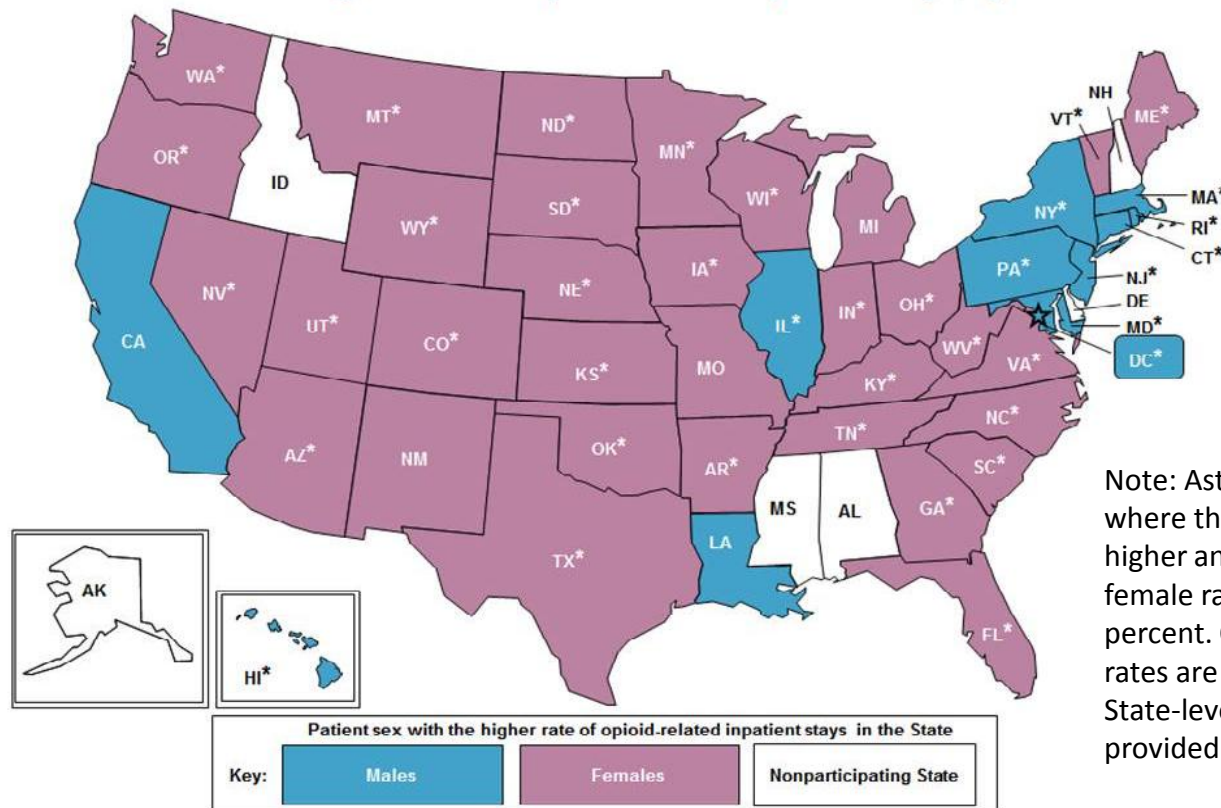 WA*
MT*
ND*
MN*
NH
VT*
ME*
OR*
ID
SD*
WI*
MA*
NY*
RI*
WY*
MI
CT*
IA*
PA*
NE*
NJ*
NV*
OH*
DE
IN*
UT*
IL*
MD*
CA
CO*
WV*
DC*
KS*
MO
VA*
KY*
NC*
TN*
AZ*
NM
OK*
AR*
SC*
MS
AL
GA*
LA
TX*
FL*
AK
HI*
Note: Ast
where th
higher an
female ra
percent.
rates are
State-leve
provided
Patient sex with the higher rate of opioid-related inpatient stays in the State
Key: Males Females Nonparticipating State